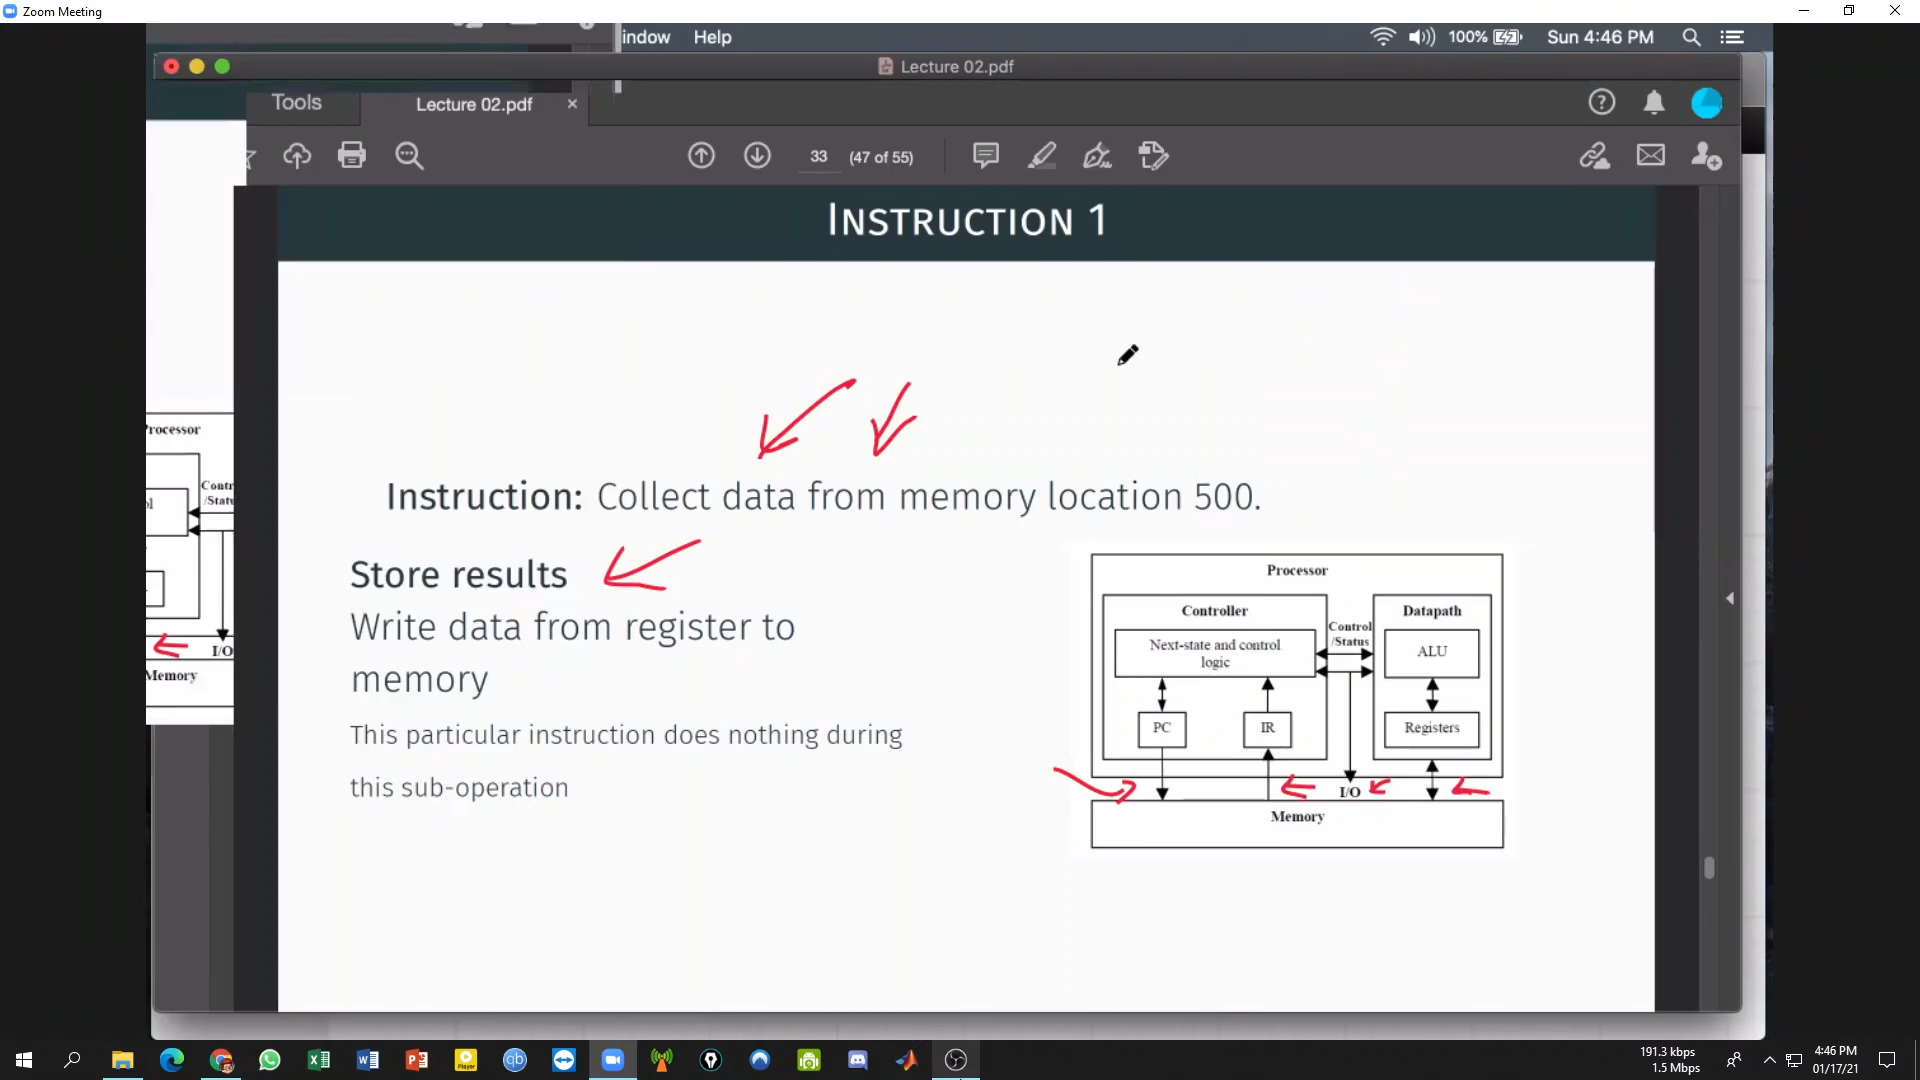 Zoom Meeting
indow Help
100% Sun 4:46 PM
Lecture 02.pdf
Tools Lecture 02.pdf ×
33 (47 of 55)
INSTRUCTION 1
Instruction: Collect data from memory location 500.
Store results
Write data from register to
memory
This particular instruction does nothing during
this sub-operation
Processor
Controller
Datapath
Next-state and control
logic
Control
/Status
ALU
PC
IR
Registers
I/O
Memory
rocessor
Contr
/Statu
ol
I/O
Memory
191.3 kbps
1.5 Mbps
4:46 PM
01/17/21